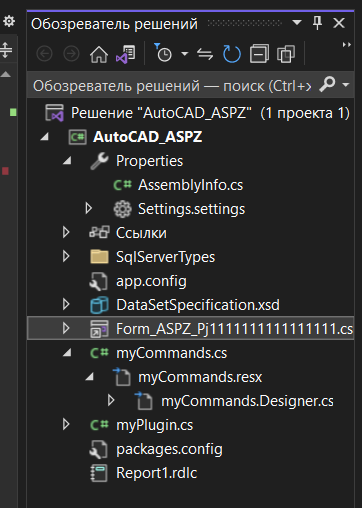 Обозреватель решений
Обозреватель решений — поиск (Ctrl+ж
Решение "AutoCAD_ASPZ" (1 проекта 1)
AutoCAD_ASPZ
Properties
AssemblyInfo.cs
Settings.settings
Ссылки
SqlServerTypes
app.config
DataSetSpecification.xsd
Form_ASPZ_Pj1111111111111111.cs
myCommands.cs
myCommands.resx
myCommands.Designer.cs
myPlugin.cs
packages.config
Report1.rdlc